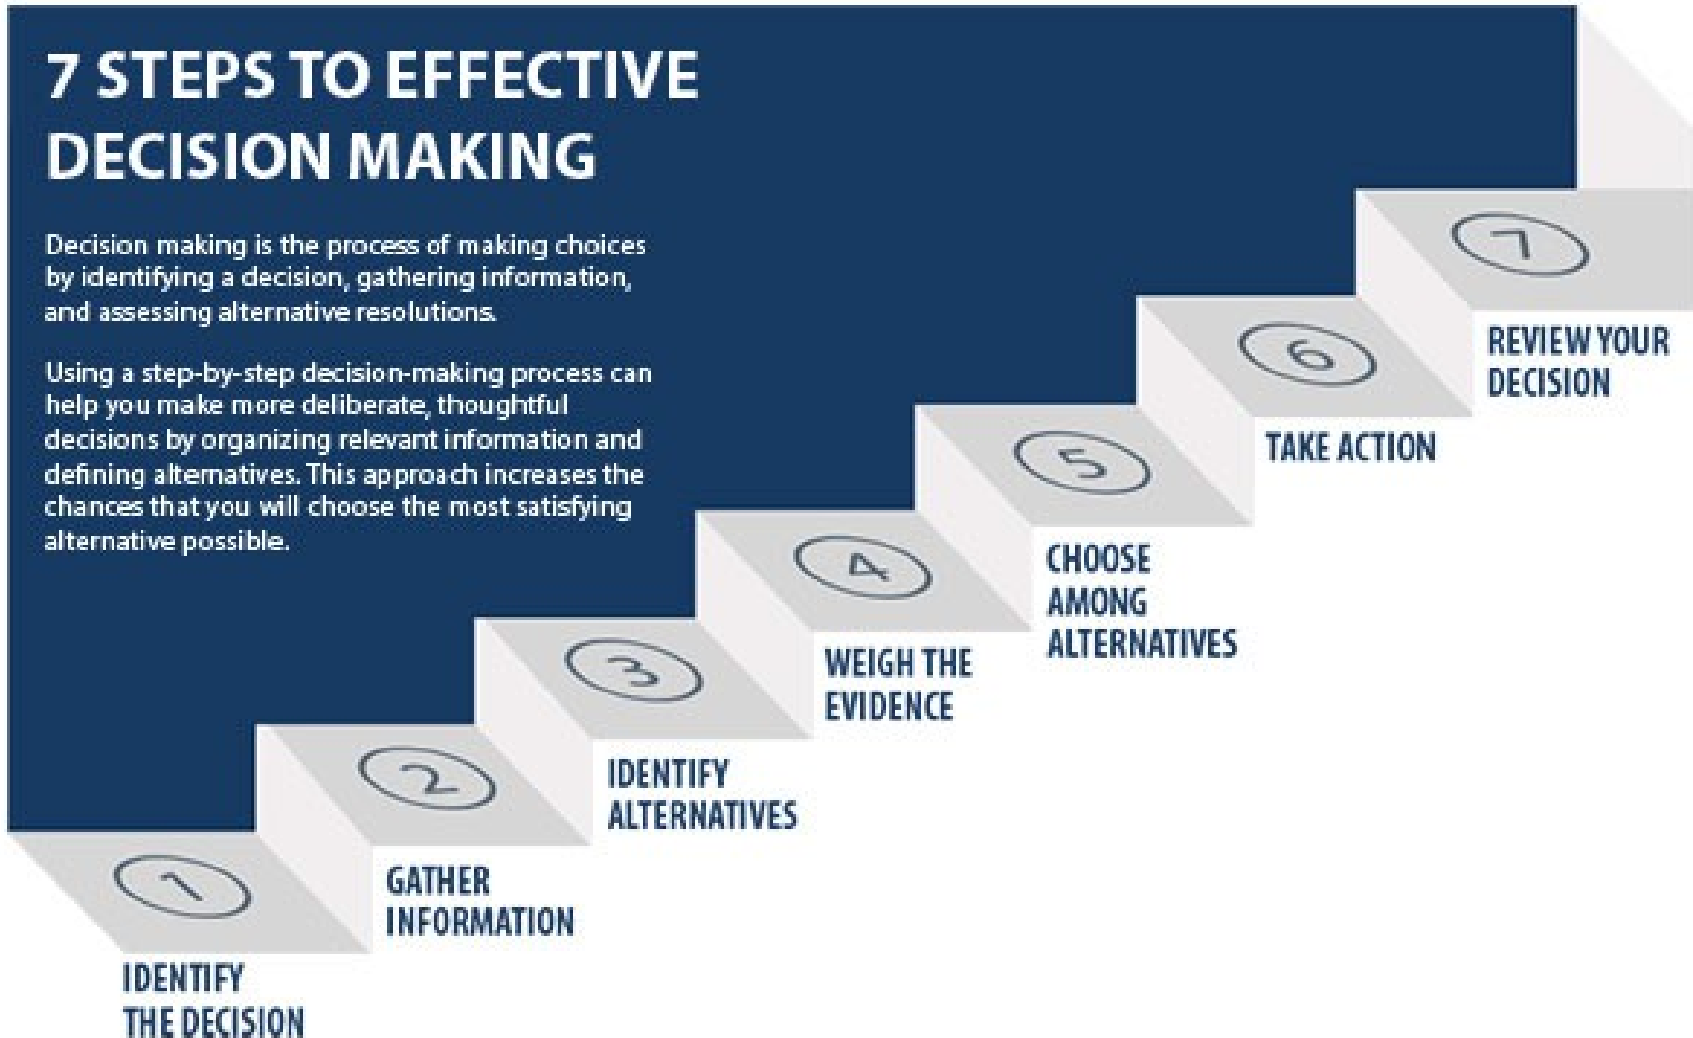 7 STEPS TO EFFECTIVE
DECISION MAKING
Decision making is the process of making choices
by identifying a decision, gathering information,
and assessing alternative resolutions.
Using a step-by-step decision-making process can
help you make more deliberate, thoughtful
decisions by organizing relevant information and
defining alternatives. This approach increases the
chances that you will choose the most satisfying
alternative possible.
1
IDENTIFY
THE DECISION
2
GATHER
INFORMATION
3
IDENTIFY
ALTERNATIVES
4
WEIGH THE
EVIDENCE
5
CHOOSE
AMONG
ALTERNATIVES
6
TAKE ACTION
7
REVIEW YOUR
DECISION